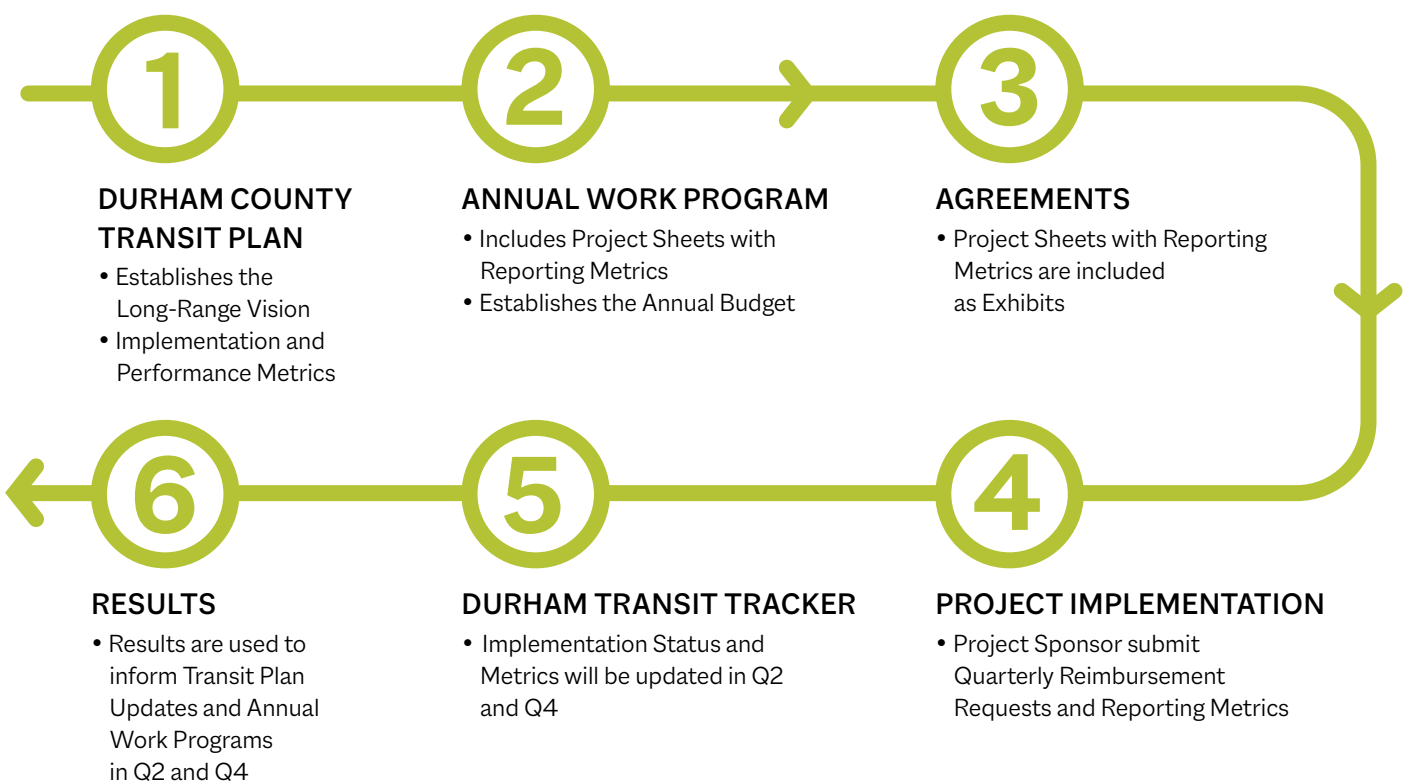 1
DURHAM COUNTY
TRANSIT PLAN
• Establishes the
Long-Range Vision
• Implementation and
Performance Metrics
2
ANNUAL WORK PROGRAM
• Includes Project Sheets with
Reporting Metrics
• Establishes the Annual Budget
3
AGREEMENTS
• Project Sheets with Reporting
Metrics are included
as Exhibits
4
PROJECT IMPLEMENTATION
• Project Sponsor submit
Quarterly Reimbursement
Requests and Reporting Metrics
5
DURHAM TRANSIT TRACKER
• Implementation Status and
Metrics will be updated in Q2
and Q4
6
RESULTS
• Results are used to
inform Transit Plan
Updates and Annual
Work Programs
in Q2 and Q4